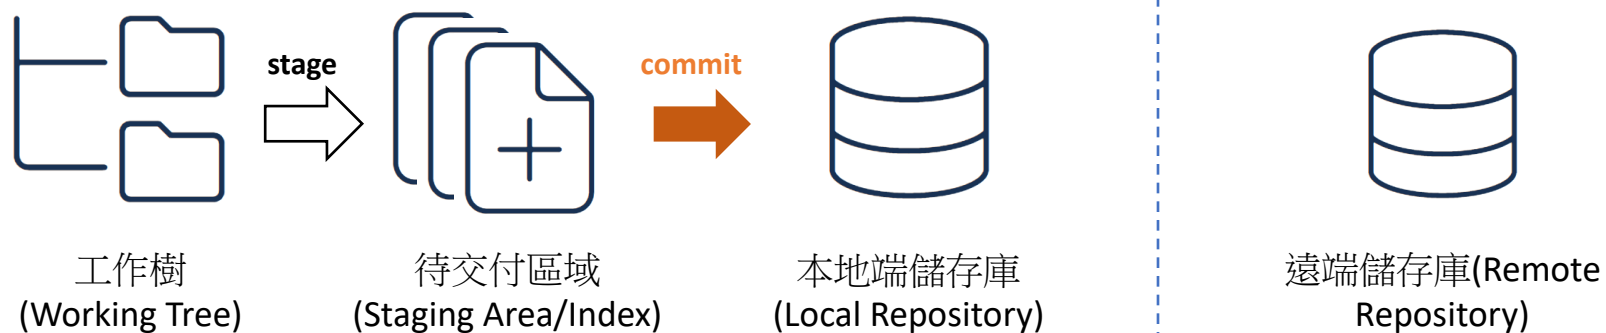 stage
commit
工作樹
(Working Tree)
待交付區域
(Staging Area/Index)
本地端儲存庫
(Local Repository)
遠端儲存庫(Remote
Repository)